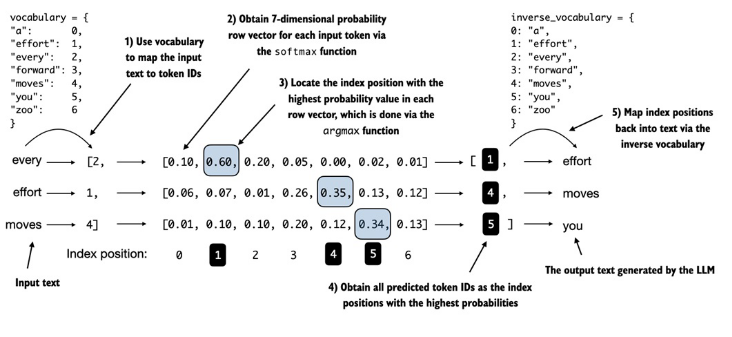 vocabulary = {
"a": 0,
"effort": 1,
"every": 2,
"forward": 3,
"moves": 4,
"you": 5,
"zoo": 6
}
1) Use vocabulary
to map the input
text to token IDs
2) Obtain 7-dimensional probability
row vector for each input token via
the softmax function
3) Locate the index position with the
highest probability value in each
row vector, which is done via the
argmax function
inverse_vocabulary = {
0: "a",
1: "effort",
2: "every",
3: "forward",
4: "moves",
5: "you",
6: "zoo"
}
5) Map index positions
back into text via the
inverse vocabulary
every [2, [0.10, 0.60, 0.20, 0.05, 0.00, 0.02, 0.01] [ 1 , effort
effort 1, [0.06, 0.07, 0.01, 0.26, 0.35, 0.13, 0.12] 4 , moves
moves 4] [0.01, 0.10, 0.10, 0.20, 0.12, 0.34, 0.13] 5 ] you
Index position: 0 1 2 3 4 5 6
Input text
The output text generated by the LLM
4) Obtain all predicted token IDs as the index
positions with the highest probabilities